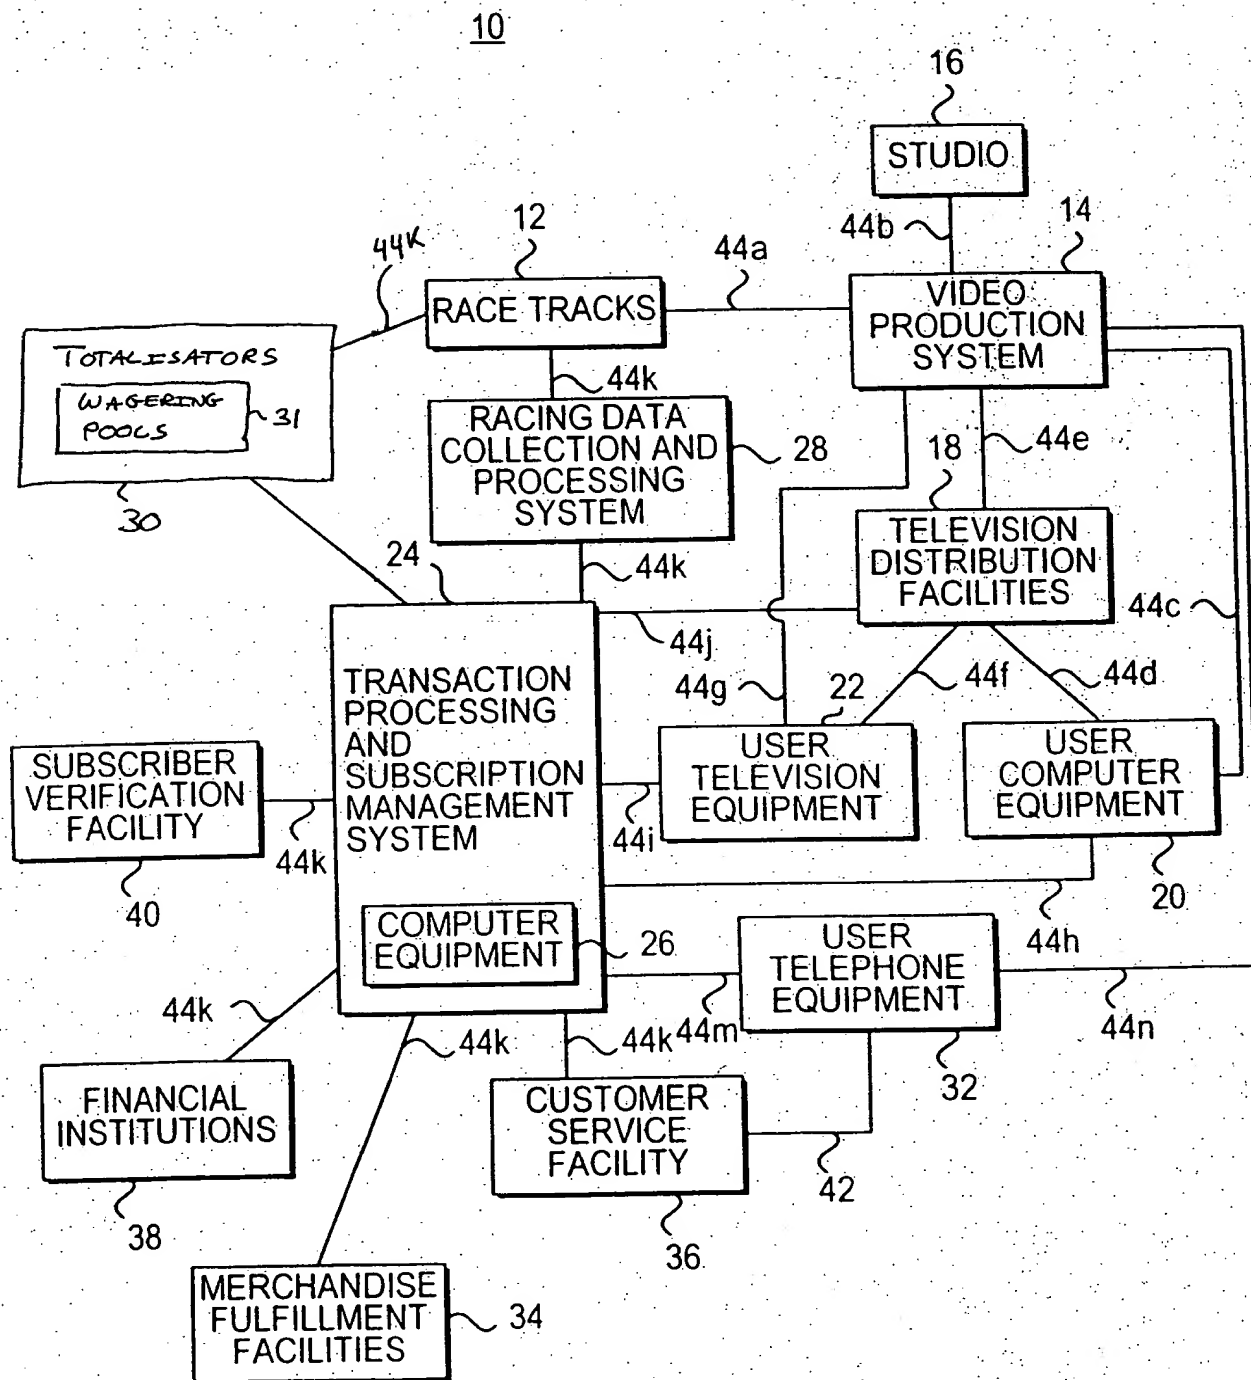 10
16
STUDIO
12
44b
14
44K
44a
RACE TRACKS
VIDEO
PRODUCTION
SYSTEM
TOTALISATORS
WAGERING
POOLS
31
44k
RACING DATA
COLLECTION AND
PROCESSING
SYSTEM
28
18
44e
30
24
44k
TELEVISION
DISTRIBUTION
FACILITIES
44c
44j
TRANSACTION
PROCESSING
AND
SUBSCRIPTION
MANAGEMENT
SYSTEM
44g
22
44f
44d
SUBSCRIBER
VERIFICATION
FACILITY
USER
TELEVISION
EQUIPMENT
USER
COMPUTER
EQUIPMENT
44k
44i
40
20
COMPUTER
EQUIPMENT
26
USER
TELEPHONE
EQUIPMENT
44h
44k
44k
44k
44m
44n
32
FINANCIAL
INSTITUTIONS
CUSTOMER
SERVICE
FACILITY
42
38
36
MERCHANDISE
FULFILLMENT
FACILITIES
34